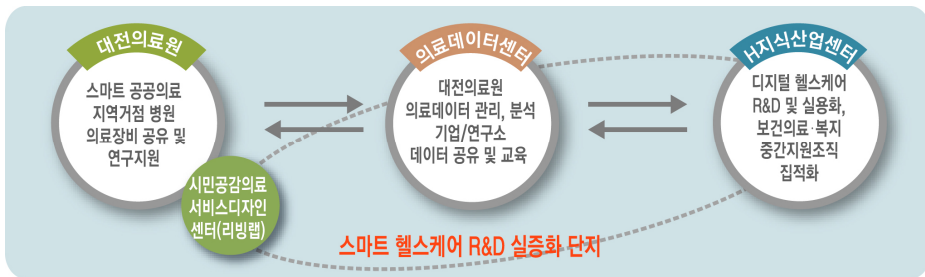 대전의료원
스마트 공공의료
지역거점 병원
의료장비 공유 및
연구지원
시민공감의료
서비스디자인
센터(리빙랩)
의료데이터센터
대전의료원
의료데이터 관리, 분석
기업/연구소
데이터 공유 및 교육
H지식산업센터
디지털 헬스케어
R&D 및 실용화,
보건의료·복지
중간지원조직
집적화
스마트 헬스케어 R&D 실증화 단지